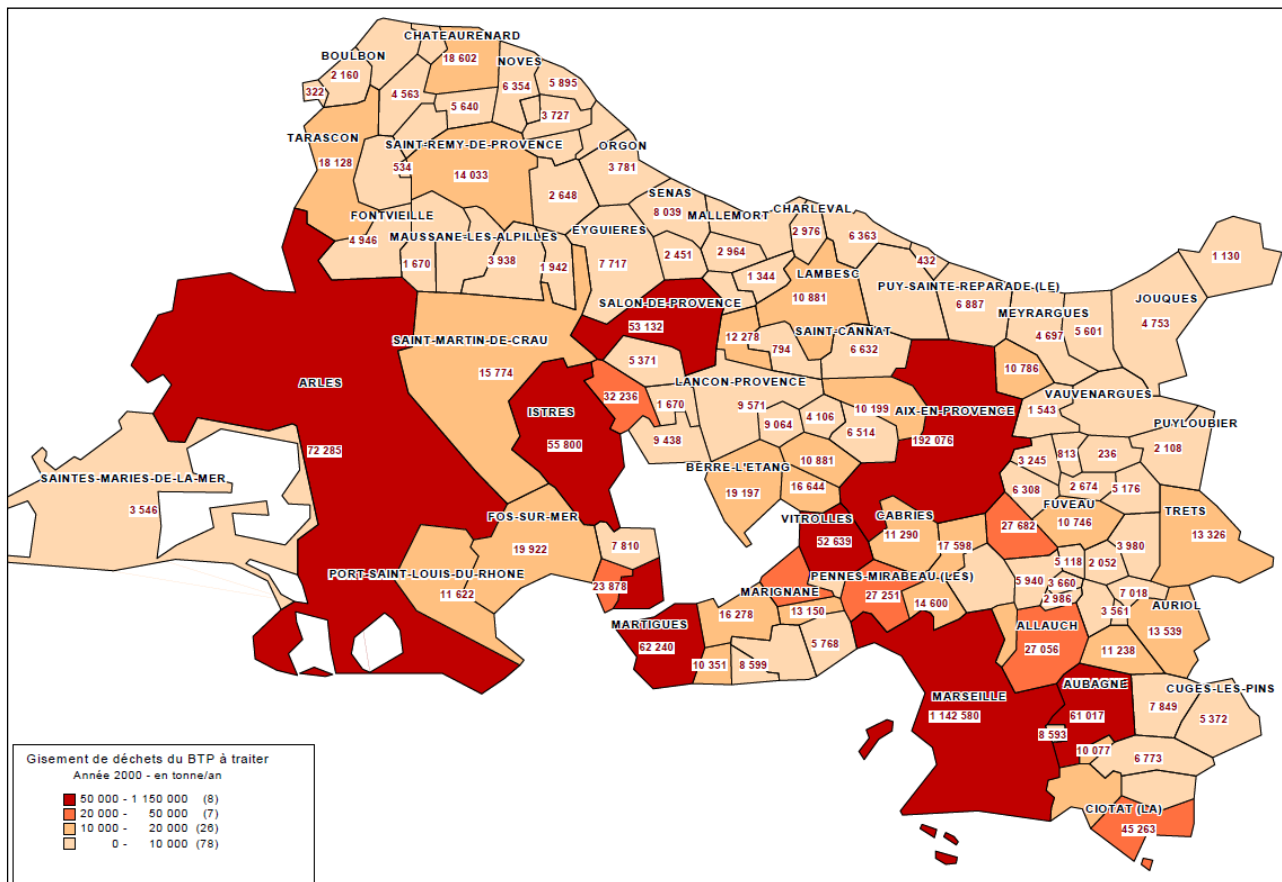 CHATEAURENARD
18 602
BOULBON
2 160
NOVES
6 354
5 895
322
4 563
5 640
3 727
TARASCON
18 128
SAINT-REMY-DE-PROVENCE
534
14 033
ORGON
3 781
2 648
SENAS
8 039
MALLEMORT
CHARLEVAL
2 976
6 363
FONTVIEILLE
4 946
MAUSSANE-LES-ALPILLES
EYGUIERES
1 670
3 938
1 942
7 717
2 451
2 964
1 344
LAMBESC
10 881
432
1 130
PUY-SAINTE-REPARADE (LE)
6 887
JOUQUES
4 753
MEYRARGUES
4 697
5 601
SALON-DE-PROVENCE
53 132
SAINT-MARTIN-DE-CRAU
15 774
12 278
794
SAINT-CANNAT
6 632
5 371
10 786
ARLES
72 285
ISTRES
55 800
32 236
1 670
LANCON-PROVENCE
9 571
9 064
4 106
10 199
6 514
AIX-EN-PROVENCE
192 076
VAUVENARGUES
1 543
PUYLOUBIER
2 108
9 438
10 881
3 245
813
236
BERRE-L'ETANG
19 197
16 644
SAINTES-MARIES-DE-LA-MER
3 546
6 308
2 674
5 176
FOS-SUR-MER
19 922
VITROLLES
52 639
CABRIES
11 290
27 682
FUVEAU
10 746
TRETS
13 326
7 810
17 598
3 980
5 118
2 052
PORT-SAINT-LOUIS-DU-RHONE
11 622
23 878
MARIGNANE
13 150
PENNES-MIRABEAU (LES)
27 251
14 600
5 940
3 660
2 986
7 018
3 561
AURIOL
13 539
MARTIGUES
62 240
16 278
10 351
8 599
5 768
ALLAUCH
27 056
11 238
MARSEILLE
1 142 580
AUBAGNE
61 017
CUGES-LES-PINS
5 372
7 849
8 593
10 077
6 773
CIOTAT (LA)
45 263
Gisement de déchets du BTP à traiter
Année 2000 - en tonne/an
50 000 - 1 150 000 (8)
20 000 - 50 000 (7)
10 000 - 20 000 (26)
0 - 10 000 (78)